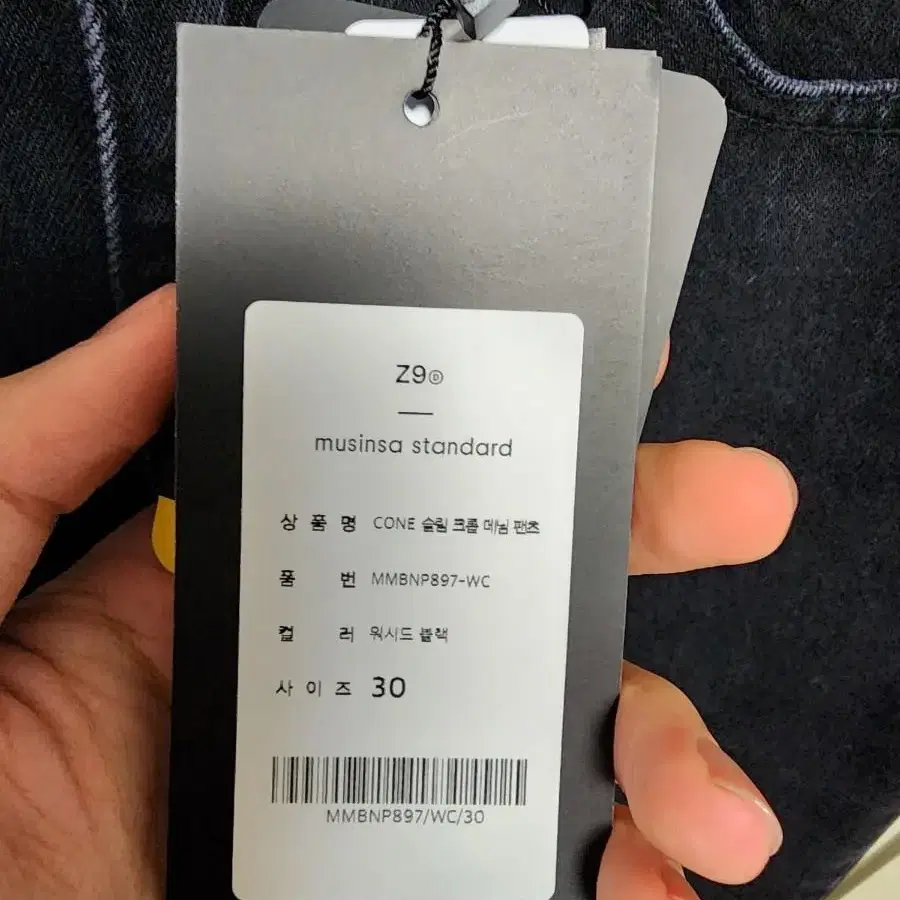 Z9 Ⓓ
musinsa standard
상품명 CONE 슬림 크롭 데님 팬츠
품번 MMBNP897-WC
컬러 워시드 블랙
사이즈 30
MMBNP897/WC/30